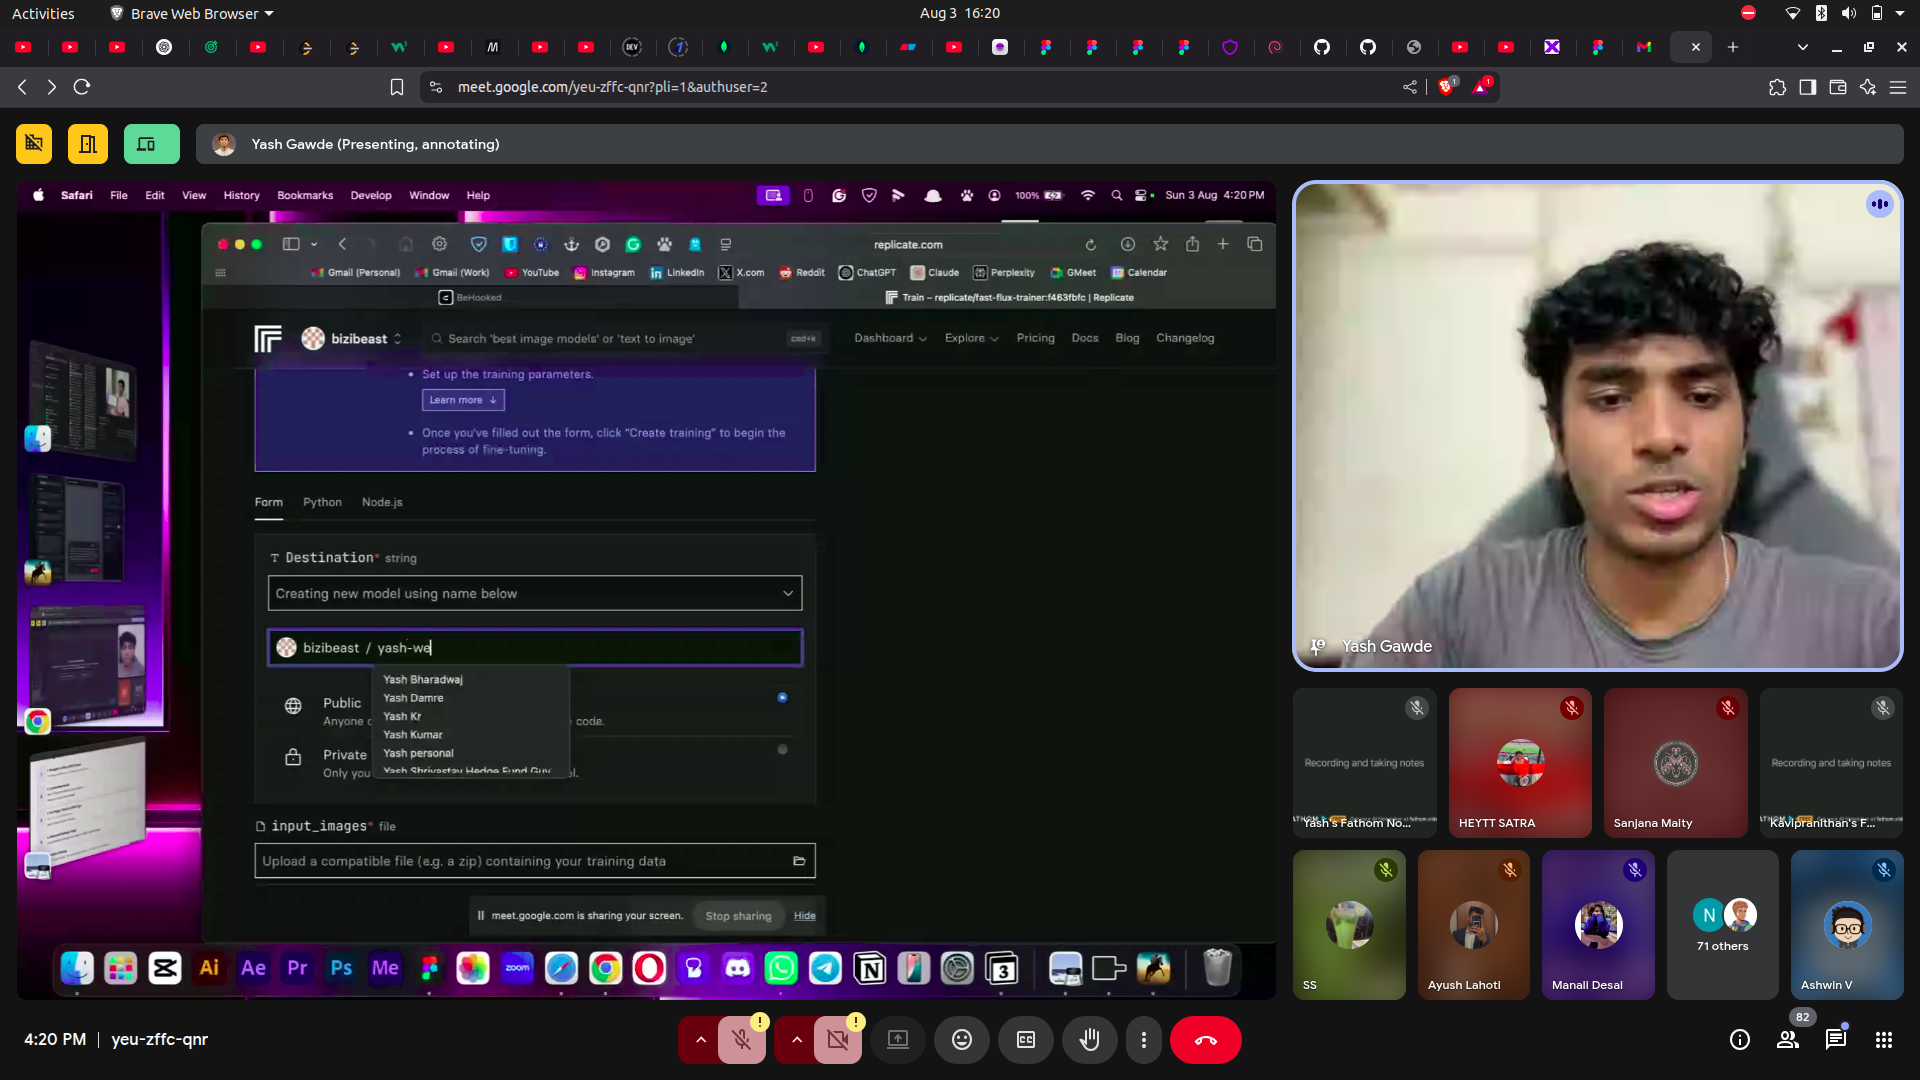 Activities
Brave Web Browser
Aug 3 16:20
meet.google.com/yeu-zffc-qnr?pli=1&authuser=2
1
1
Yash Gawde (Presenting, annotating)
Safari File Edit View History Bookmarks Develop Window Help
100%
Sun 3 Aug 4:20 PM
replicate.com
Gmail (Personal) Gmail (Work) YouTube Instagram LinkedIn X.com Reddit ChatGPT Claude Perplexity GMeet Calendar
BeHooked
Train – replicate/fast-flux-trainer:f463fbfc | Replicate
bizibeast
Search 'best image models' or 'text to image'
cmd+k
Dashboard Explore Pricing Docs Blog Changelog
• Set up the training parameters.
Learn more ↓
• Once you've filled out the form, click "Create training" to begin the
process of fine-tuning.
Form Python Node.js
T Destination* string
Creating new model using name below
bizibeast / yash-we
Yash Bharadwaj
Yash Damre
Yash Kr
Yash Kumar
Yash personal
Yash Shrivastav Hedge Fund Guy
Public
code.
Private
Only you
input_images* file
Upload a compatible file (e.g. a zip) containing your training data
meet.google.com is sharing your screen.
Stop sharing
Hide
Ai Ae Pr Ps Me
zoom
3
Yash Gawde
Recording and taking notes
Yash's Fathom No...
HEYTT SATRA
Sanjana Malty
Recording and taking notes
Kavipranithan's F...
SS
Ayush Lahoti
Manali Desai
N
71 others
Ashwin V
4:20 PM | yeu-zffc-qnr
82